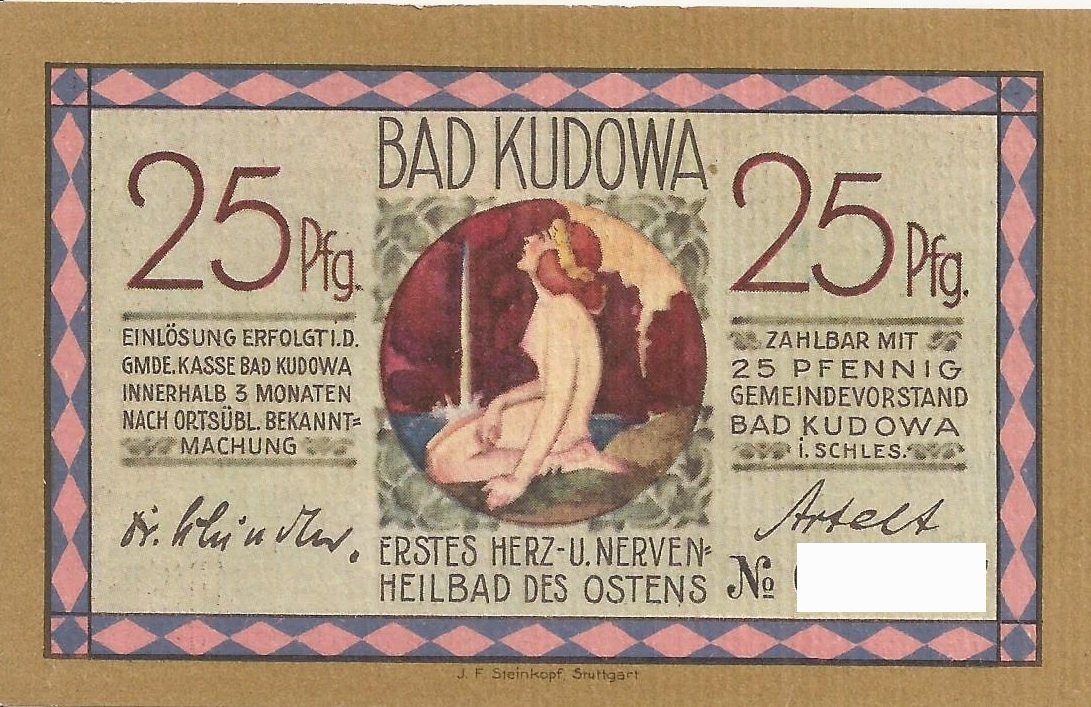 BAD KUDOWA
25 Pfg.
EINLÖSUNG ERFOLGT I.D.
GMDE. KASSE BAD KUDOWA
INNERHALB 3 MONATEN
NACH ORTSÜBL. BEKANNT=
MACHUNG
25 Pfg.
ZAHLBAR MIT
25 PFENNIG
GEMEINDEVORSTAND
BAD KUDOWA
i. SCHLES.
Artelt
ERSTES HERZ- U. NERVEN=
HEILBAD DES OSTENS
No
J. F. Steinkopf, Stuttgart